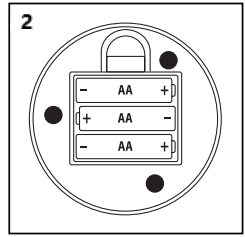 2
- AA +
+ AA -
- AA +